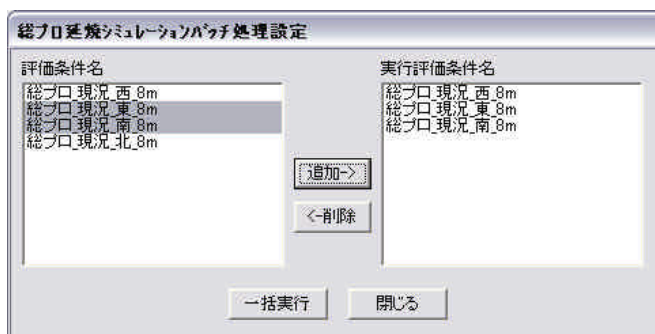 総プロ延焼ｼﾐｭﾚｰｼｮﾝﾊﾞｯﾁ処理設定
評価条件名
総プロ_現況_西_8m
総プロ_現況_東_8m
総プロ_現況_南_8m
総プロ_現況_北_8m
追加->
<-削除
実行評価条件名
総プロ_現況_西_8m
総プロ_現況_東_8m
総プロ_現況_南_8m
一括実行
閉じる